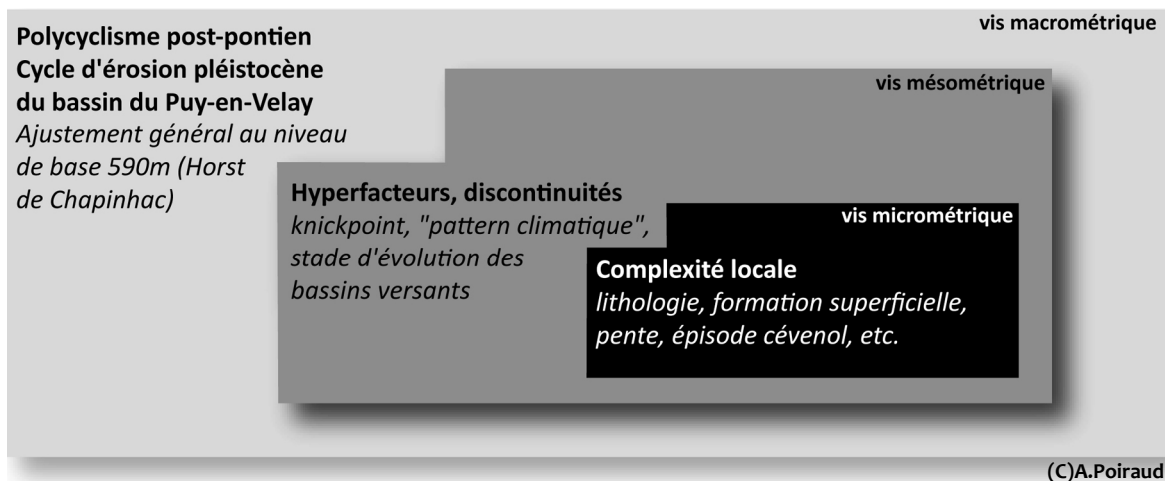 vis macrométrique
Polycyclisme post-pontien
Cycle d'érosion pléistocène
du bassin du Puy-en-Velay
Ajustement général au niveau
de base 590m (Horst
de Chapinhac)
vis mésométrique
Hyperfacteurs, discontinuités
knickpoint, "pattern climatique",
stade d'évolution des
bassins versants
vis micrométrique
Complexité locale
lithologie, formation superficielle,
pente, épisode cévenol, etc.
(C)A.Poiraud